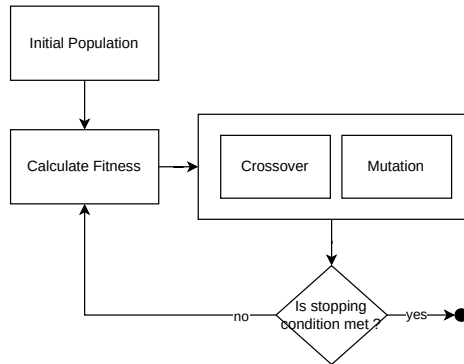 Initial Population
Calculate Fitness
Crossover
Mutation
Is stopping
condition met ?
no
yes